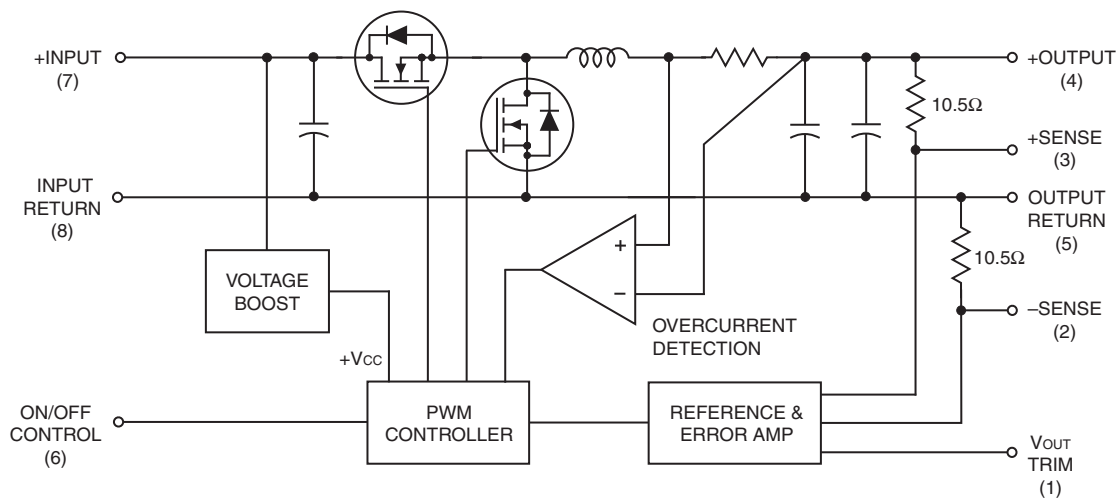 +INPUT
(7)
+OUTPUT
(4)
10.5Ω
+SENSE
(3)
INPUT
RETURN
(8)
OUTPUT
RETURN
(5)
+
−
VOLTAGE
BOOST
10.5Ω
−SENSE
(2)
OVERCURRENT
DETECTION
+VCC
ON/OFF
CONTROL
(6)
PWM
CONTROLLER
REFERENCE &
ERROR AMP
VOUT
TRIM
(1)